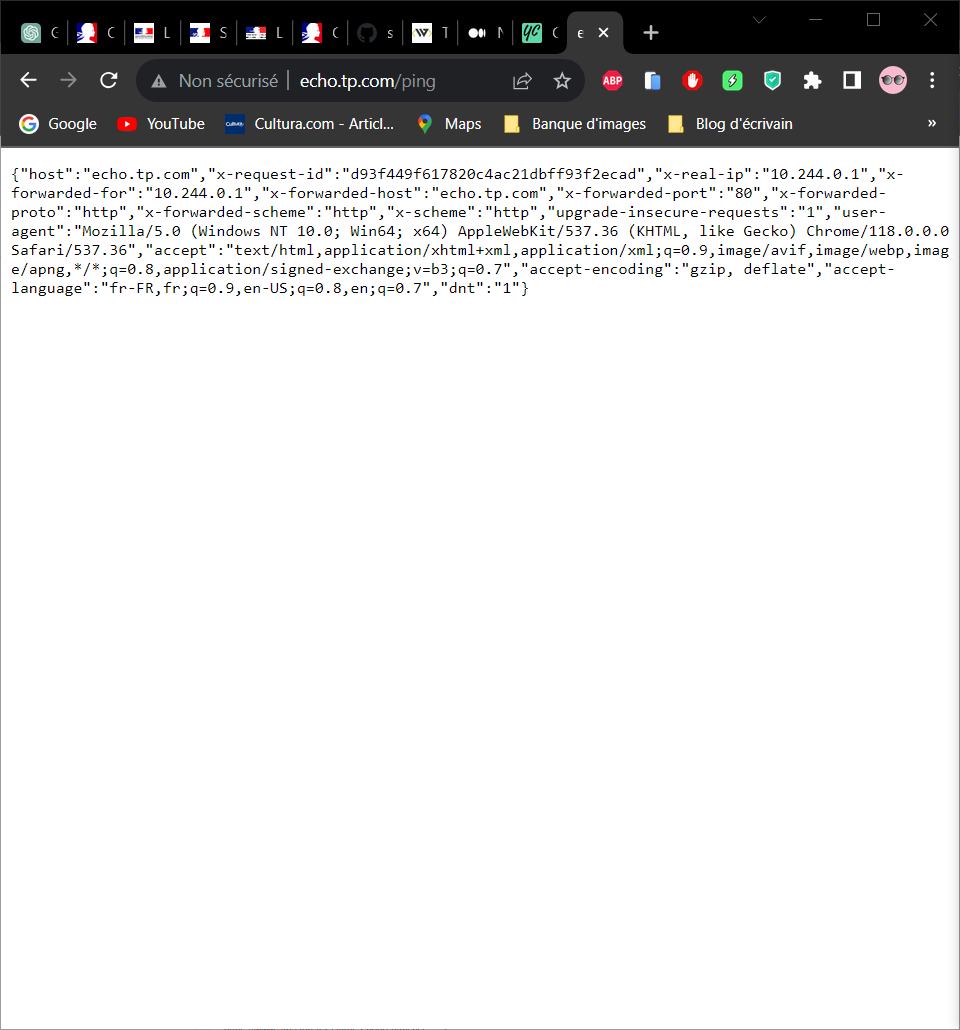 G C L S L C s T N C e
Non sécurisé echo.tp.com/ping ABP
Google YouTube Cultura.com - Articl... Maps Banque d'images Blog d'écrivain »
{"host":"echo.tp.com","x-request-id":"d93f449f617820c4ac21dbff93f2ecad","x-real-ip":"10.244.0.1","x-
forwarded-for":"10.244.0.1","x-forwarded-host":"echo.tp.com","x-forwarded-port":"80","x-forwarded-
proto":"http","x-forwarded-scheme":"http","x-scheme":"http","upgrade-insecure-requests":"1","user-
agent":"Mozilla/5.0 (Windows NT 10.0; Win64; x64) AppleWebKit/537.36 (KHTML, like Gecko) Chrome/118.0.0.0
Safari/537.36","accept":"text/html,application/xhtml+xml,application/xml;q=0.9,image/avif,image/webp,imag
e/apng,*/*;q=0.8,application/signed-exchange;v=b3;q=0.7","accept-encoding":"gzip, deflate","accept-
language":"fr-FR,fr;q=0.9,en-US;q=0.8,en;q=0.7","dnt":"1"}